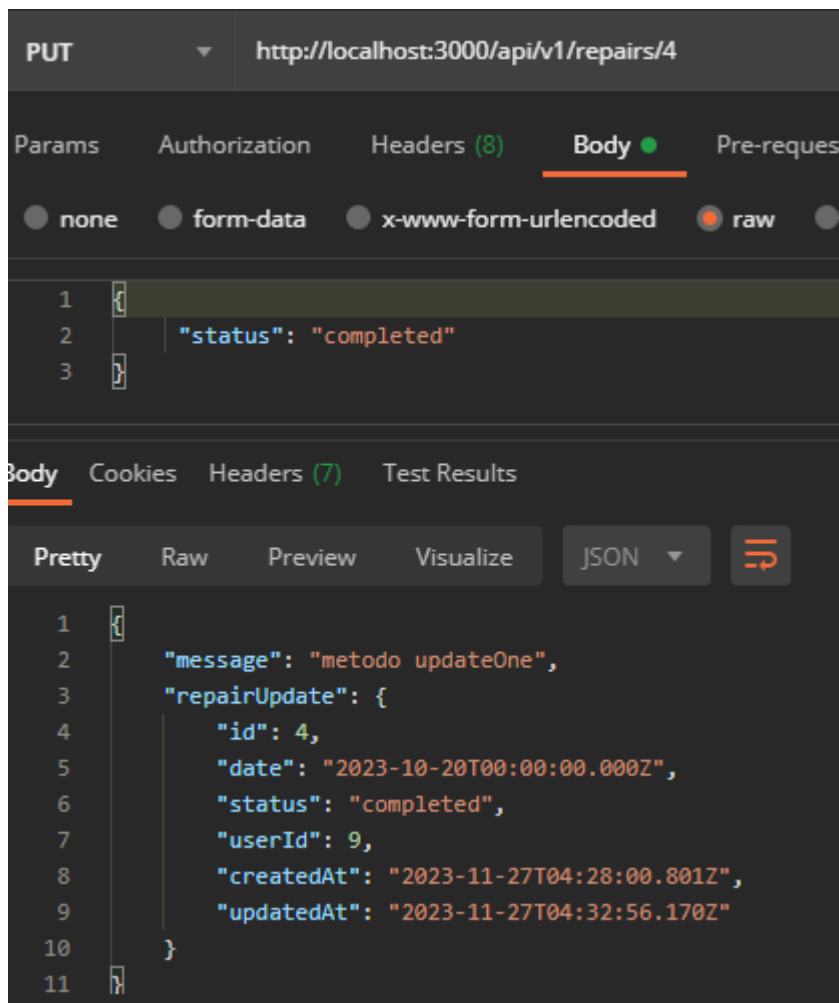 PUT http://localhost:3000/api/v1/repairs/4
Params Authorization Headers (8) Body Pre-reques
none form-data x-www-form-urlencoded raw
1 {
2 "status": "completed"
3 }
Body Cookies Headers (7) Test Results
Pretty Raw Preview Visualize JSON
1 {
2 "message": "metodo updateOne",
3 "repairUpdate": {
4 "id": 4,
5 "date": "2023-10-20T00:00:00.000Z",
6 "status": "completed",
7 "userId": 9,
8 "createdAt": "2023-11-27T04:28:00.801Z",
9 "updatedAt": "2023-11-27T04:32:56.170Z"
10 }
11 }